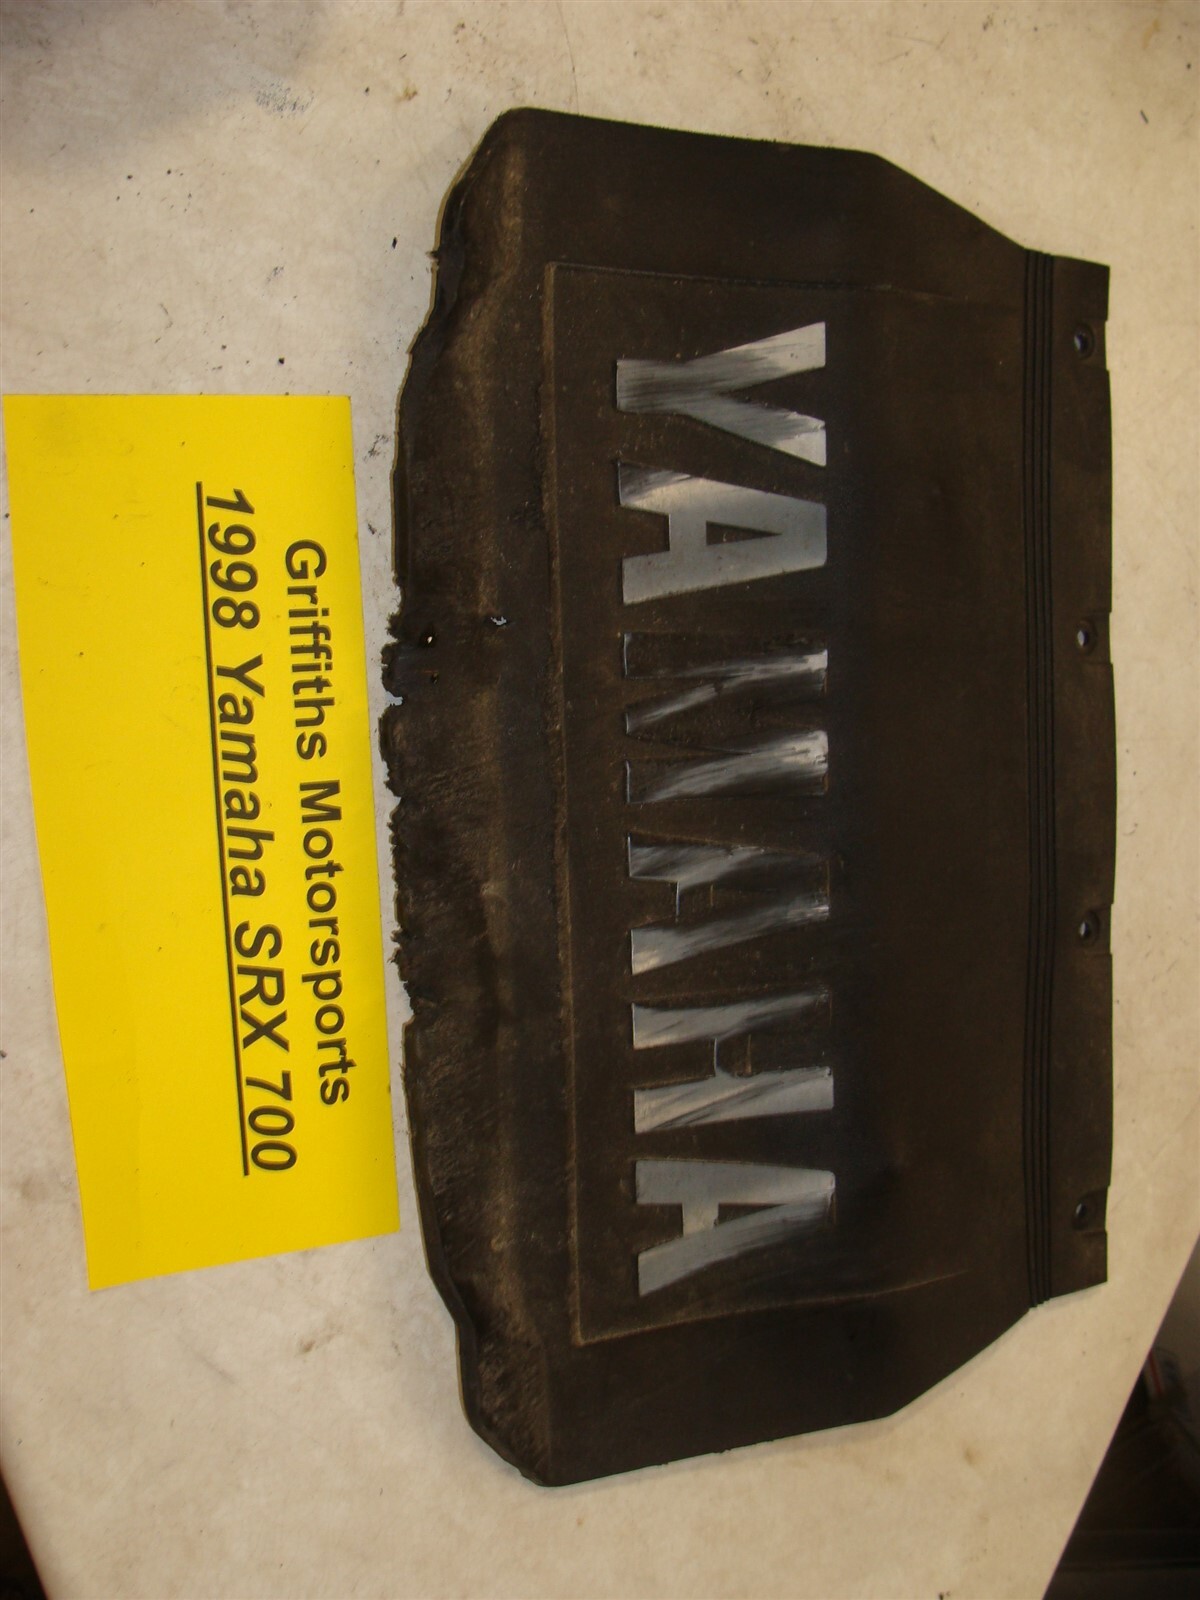 YAMAHA
Griffiths Motorsports
1998 Yamaha SRX 700